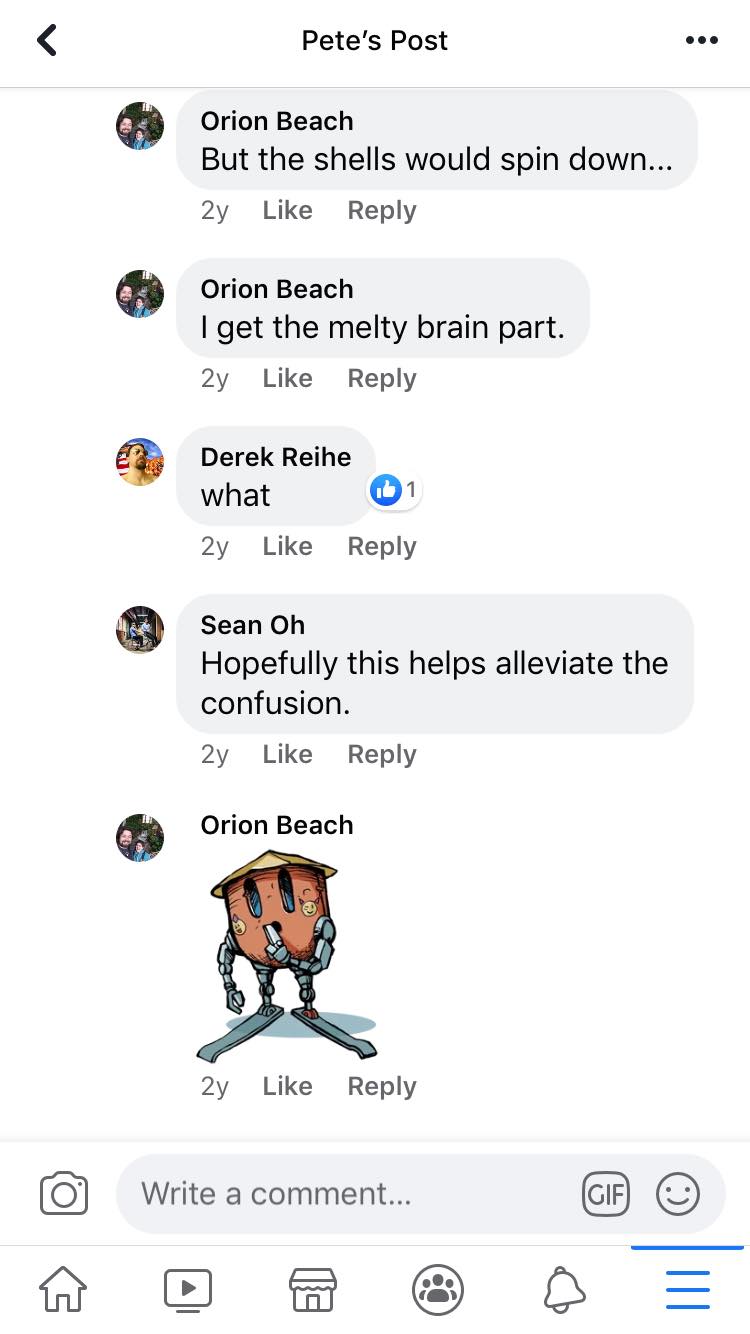 Pete's Post
Orion Beach
But the shells would spin down...
2y Like Reply
Orion Beach
I get the melty brain part.
2y Like Reply
Derek Reihe
what
1
2y Like Reply
Sean Oh
Hopefully this helps alleviate the
confusion.
2y Like Reply
Orion Beach
2y Like Reply
Write a comment...
GIF